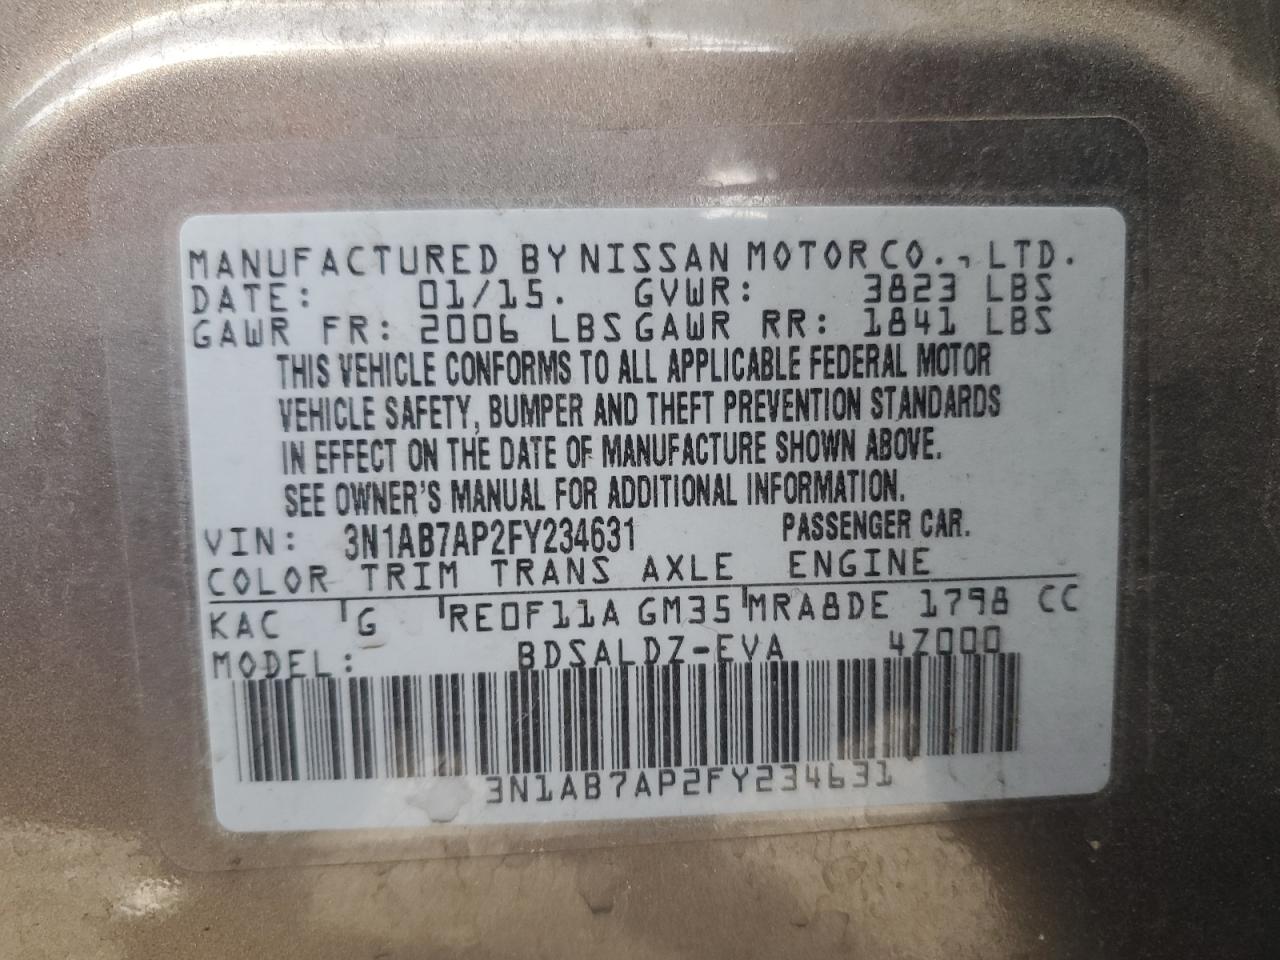 MANUFACTURED BY NISSAN MOTOR CO., LTD.
DATE: 01/15. GVWR: 3823 LBS
GAWR FR: 2006 LBS GAWR RR: 1841 LBS
THIS VEHICLE CONFORMS TO ALL APPLICABLE FEDERAL MOTOR
VEHICLE SAFETY, BUMPER AND THEFT PREVENTION STANDARDS
IN EFFECT ON THE DATE OF MANUFACTURE SHOWN ABOVE.
SEE OWNER'S MANUAL FOR ADDITIONAL INFORMATION.
VIN: 3N1AB7AP2FY234631 PASSENGER CAR.
COLOR TRIM TRANS AXLE ENGINE
KAC G RE0F11A GM35 MRA8DE 1798 CC
MODEL: BDSALDZ-EVA 4Z000
3N1AB7AP2FY234631